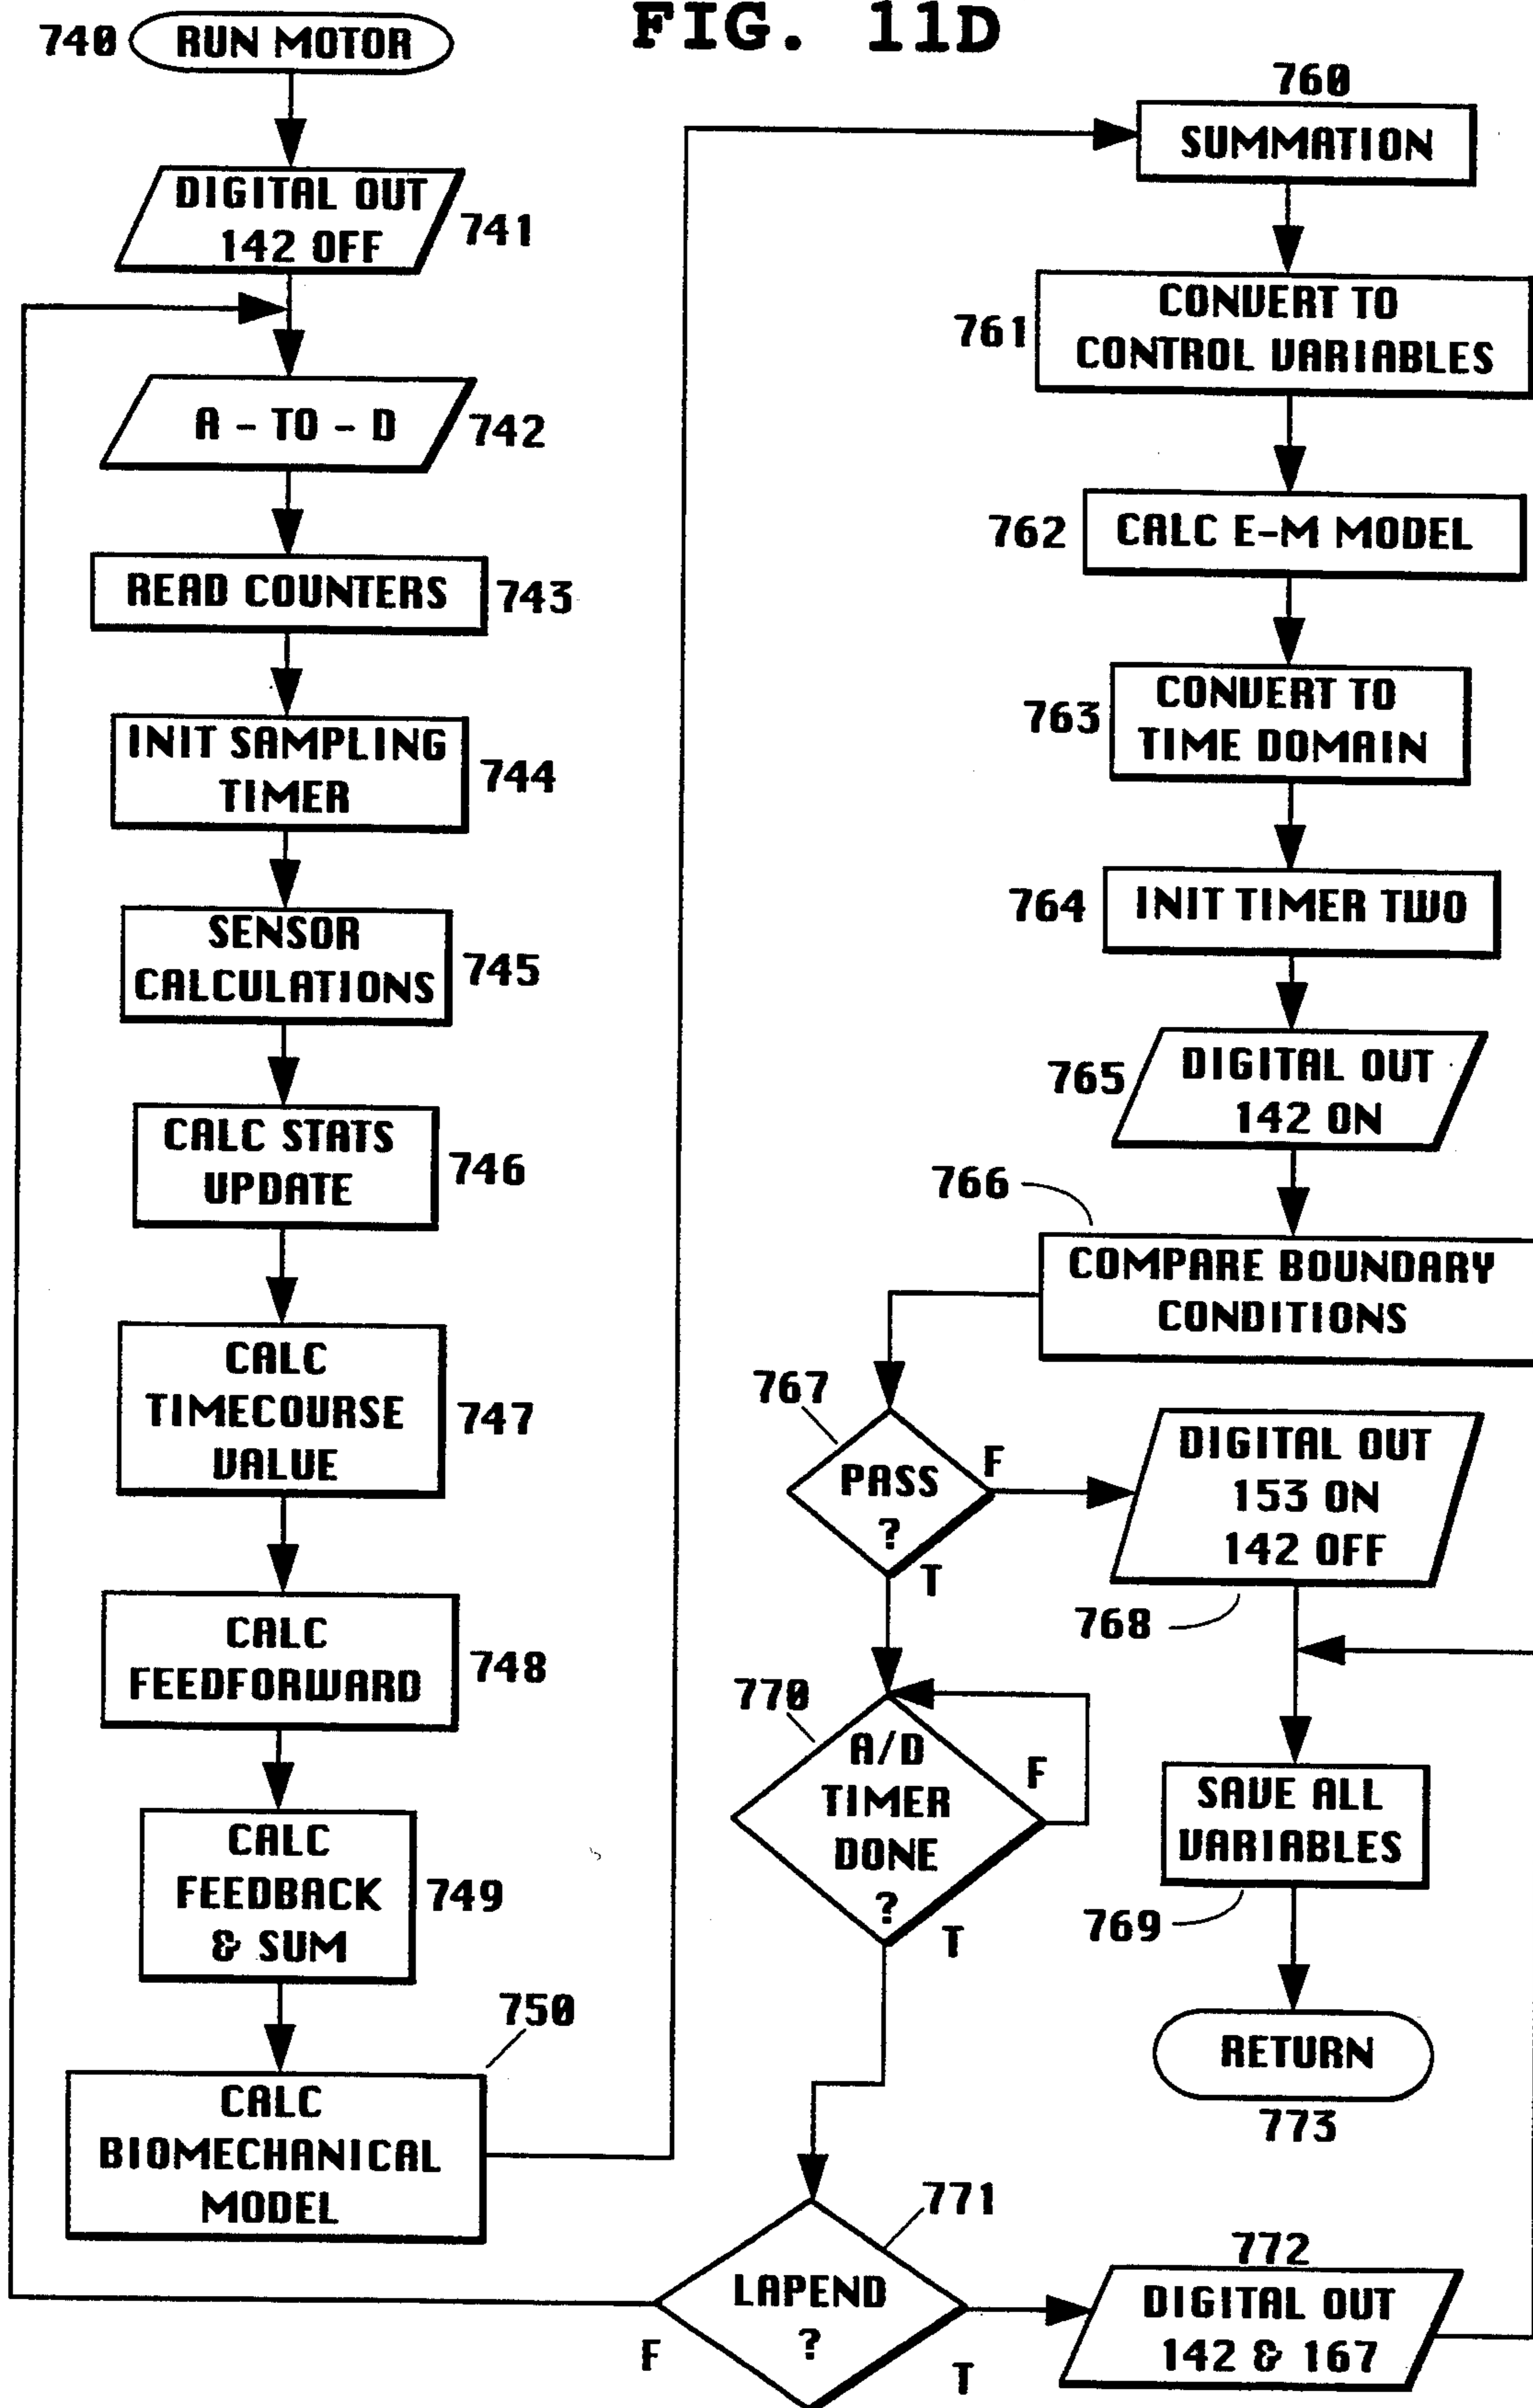 FIG. 11D
740
RUN MOTOR
DIGITAL OUT
142 OFF
741
A - TO - D
742
READ COUNTERS
743
INIT SAMPLING
TIMER
744
SENSOR
CALCULATIONS
745
CALC STATS
UPDATE
746
CALC
TIMECOURSE
VALUE
747
CALC
FEEDFORWARD
748
CALC
FEEDBACK
& SUM
749
750
CALC
BIOMECHANICAL
MODEL
760
SUMMATION
761
CONVERT TO
CONTROL VARIABLES
762
CALC E-M MODEL
763
CONVERT TO
TIME DOMAIN
764
INIT TIMER TWO
765
DIGITAL OUT
142 ON
766
COMPARE BOUNDARY
CONDITIONS
767
PASS
?
F
T
DIGITAL OUT
153 ON
142 OFF
768
770
A/D
TIMER
DONE
?
F
T
SAVE ALL
VARIABLES
769
RETURN
773
771
LAPEND
?
F
T
772
DIGITAL OUT
142 & 167